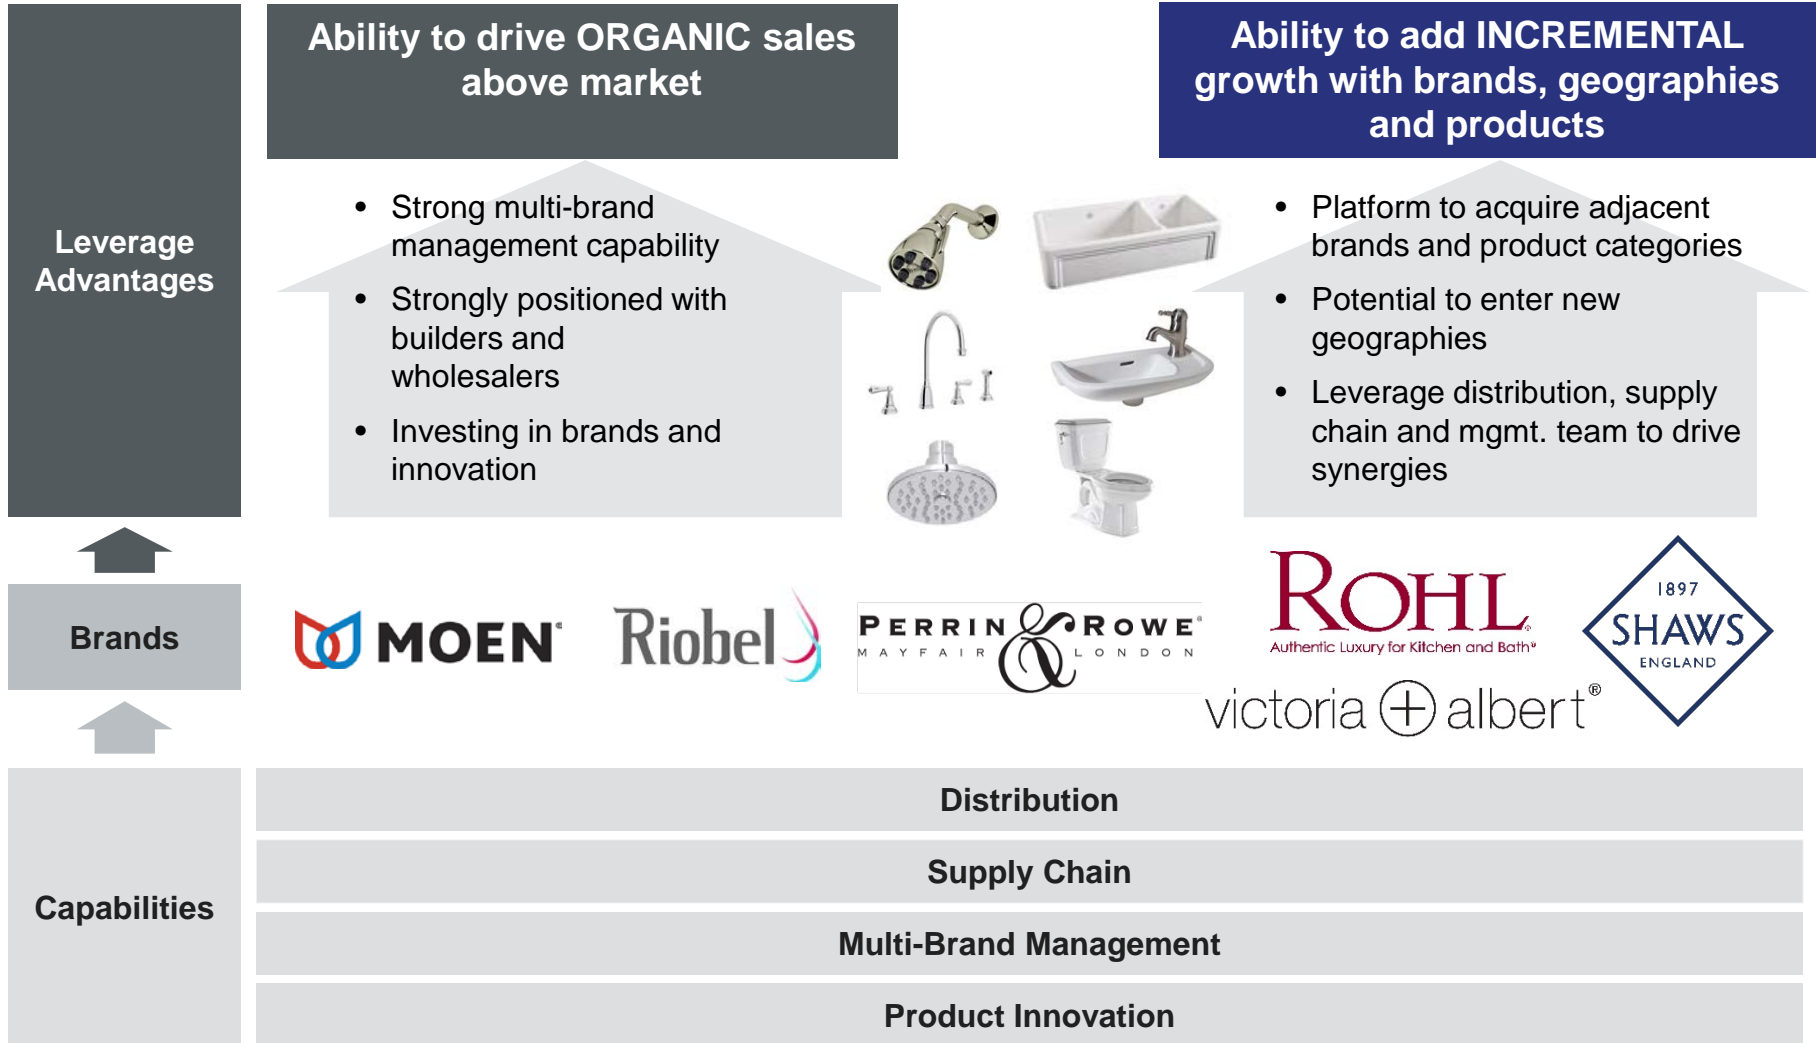 Leverage
Advantages
Ability to drive ORGANIC sales
above market
• Strong multi-brand
management capability
• Strongly positioned with
builders and
wholesalers
• Investing in brands and
innovation
Ability to add INCREMENTAL
growth with brands, geographies
and products
• Platform to acquire adjacent
brands and product categories
• Potential to enter new
geographies
• Leverage distribution, supply
chain and mgmt. team to drive
synergies
Brands
MOEN®
Riobel
PERRIN & ROWE®
MAYFAIR LONDON
ROHL®
Authentic Luxury for Kitchen and Bath®
victoria + albert®
1897
SHAWS
ENGLAND
Capabilities
Distribution
Supply Chain
Multi-Brand Management
Product Innovation